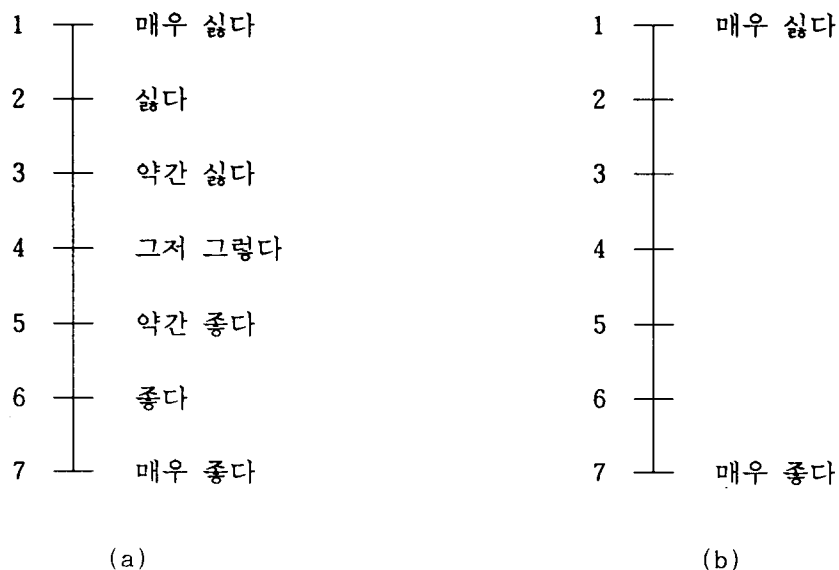 1 매우 싫다
2 싫다
3 약간 싫다
4 그저 그렇다
5 약간 좋다
6 좋다
7 매우 좋다
(a)
1 매우 싫다
2
3
4
5
6
7 매우 좋다
(b)